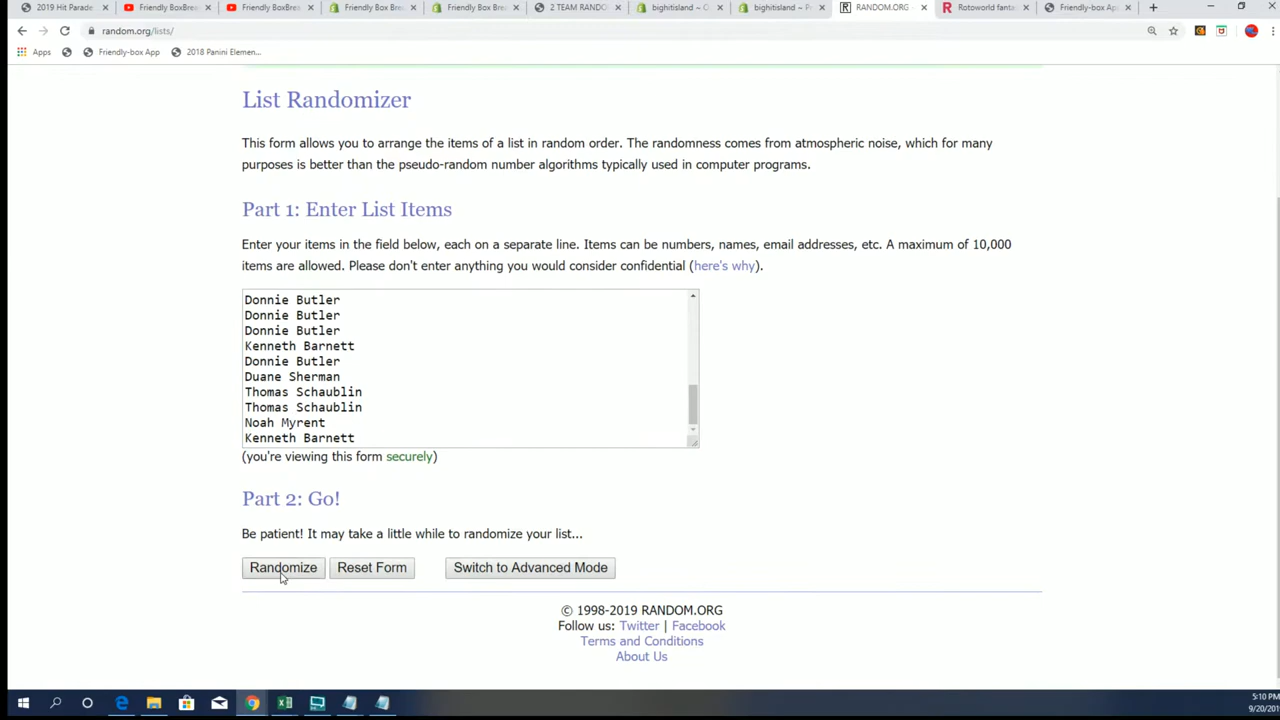 2019 Hit Parade
Friendly BoxBrea
Friendly BoxBre
Friendly Box Bre
Friendly Box Bre
2 TEAM RANDO
bighitisland ~ O
bighitisland ~ P
RANDOM.ORG
Rotoworld fanta
Friendly-box Ap
random.org/lists/
Apps
Friendly-box App
2018 Panini Elemen...
List Randomizer
This form allows you to arrange the items of a list in random order. The randomness comes from atmospheric noise, which for many
purposes is better than the pseudo-random number algorithms typically used in computer programs.
Part 1: Enter List Items
Enter your items in the field below, each on a separate line. Items can be numbers, names, email addresses, etc. A maximum of 10,000
items are allowed. Please don't enter anything you would consider confidential (here's why).
Donnie Butler
Donnie Butler
Donnie Butler
Kenneth Barnett
Donnie Butler
Duane Sherman
Thomas Schaublin
Thomas Schaublin
Noah Myrent
Kenneth Barnett
(you're viewing this form securely)
Part 2: Go!
Be patient! It may take a little while to randomize your list...
Randomize Reset Form Switch to Advanced Mode
© 1998-2019 RANDOM.ORG
Follow us: Twitter | Facebook
Terms and Conditions
About Us
5:10 PM
9/20/201